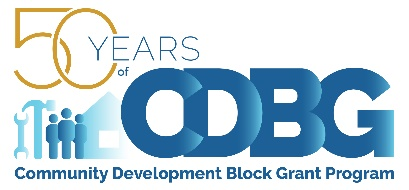 50 YEARS
of
CDBG
Community Development Block Grant Program